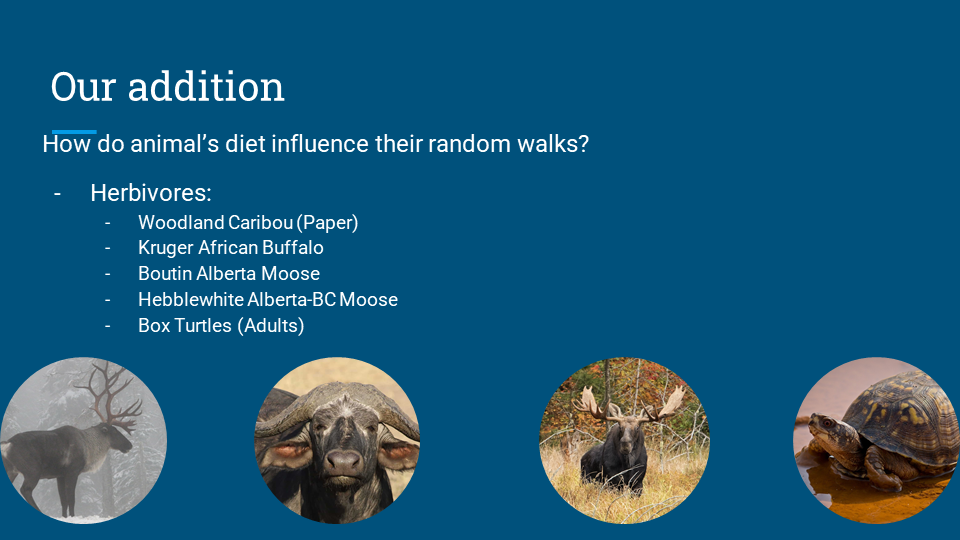 Our addition
How do animal’s diet influence their random walks?
- Herbivores:
- Woodland Caribou (Paper)
- Kruger African Buffalo
- Boutin Alberta Moose
- Hebblewhite Alberta-BC Moose
- Box Turtles (Adults)